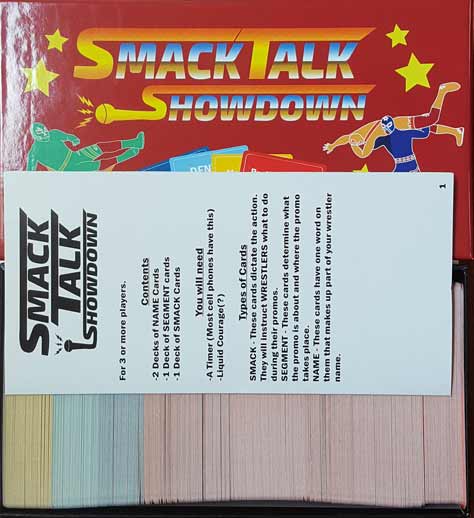 SMACK TALK
SHOWDOWN
DEN
SMACK
TALK
SHOWDOWN
For 3 or more players.
Contents
-2 Decks of NAME Cards
-1 Deck of SEGMENT cards
-1 Deck of SMACK Cards
You will need
-A Timer (Most cell phones have this)
-Liquid Courage(?)
Types of Cards
SMACK - These cards dictate the action.
They will instruct WRESTLERS what to do
during their promos.
SEGMENT - These cards determine what
the promo is about and where the promo
takes place.
NAME - These cards have one word on
them that makes up part of your wrestler
name.
1